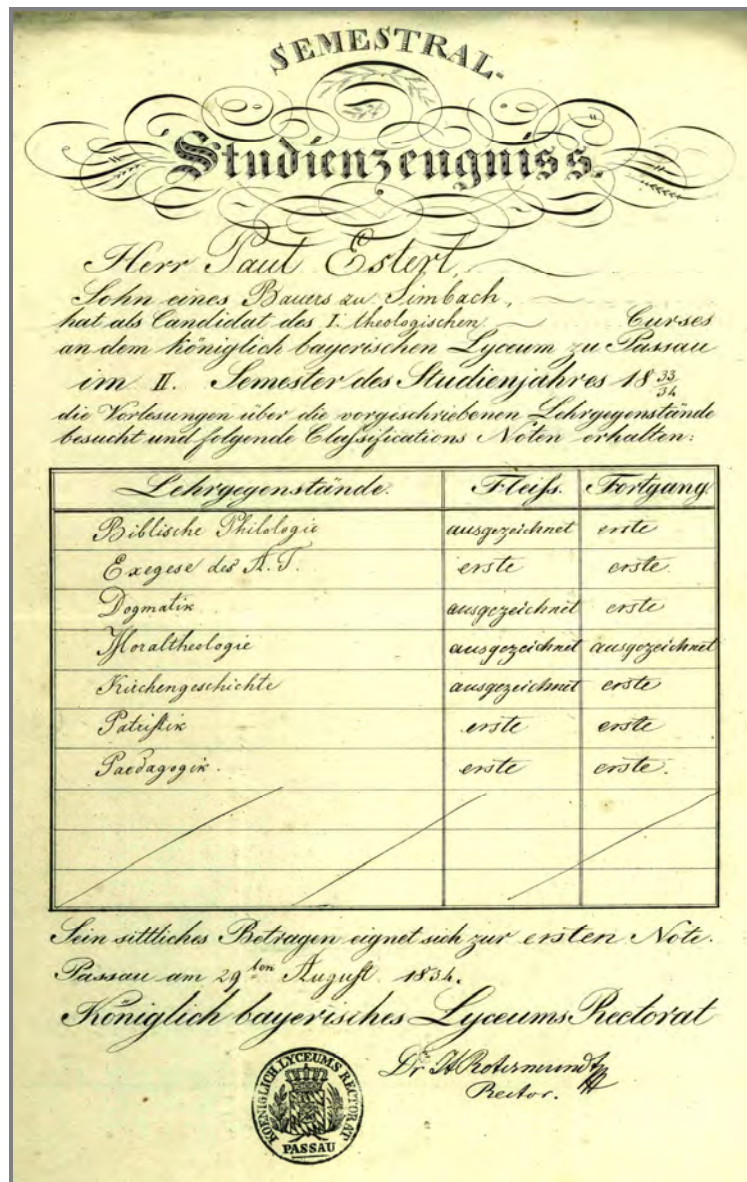 SEMESTRAL-
Studienzeugniss.
Herr Paul Esterl,
Sohn eines Bauers zu Simbach,
hat als Candidat des I. theologischen Curses
an dem königlich bayerischen Lyceum zu Passau
im II. Semester des Studienjahres 18 33/34
die Vorlesungen über die vorgeschriebenen Lehrgegenstände
besucht und folgende Classifications Noten erhalten:
Lehrgegenstände. Fleiß. Fortgang.
Biblische Philologie ausgezeichnet erste
Exegese des A. T. erste erste.
Dogmatik ausgezeichnet erste
Moraltheologie ausgezeichnet ausgezeichnet
Kirchengeschichte ausgezeichnet erste
Patristik erste erste
Paedagogik. erste erste.
Sein sittliches Betragen eignet sich zur ersten Note.
Passau am 29ten August 1834.
Königlich bayerisches Lyceums Rectorat
Dr. H Rotermundt
Rector.
KOENIGLICH LYCEUMS RECTORAT
PASSAU